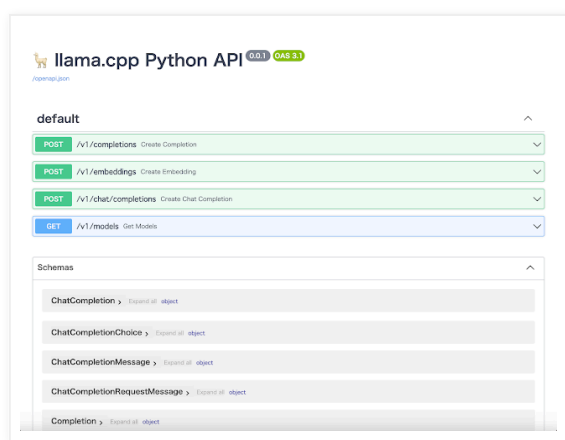 llama.cpp Python API 0.0.1 OAS 3.1
/openapi.json
default
POST /v1/completions Create Completion
POST /v1/embeddings Create Embedding
POST /v1/chat/completions Create Chat Completion
GET /v1/models Get Models
Schemas
ChatCompletion Expand all object
ChatCompletionChoice Expand all object
ChatCompletionMessage Expand all object
ChatCompletionRequestMessage Expand all object
Completion Expand all object